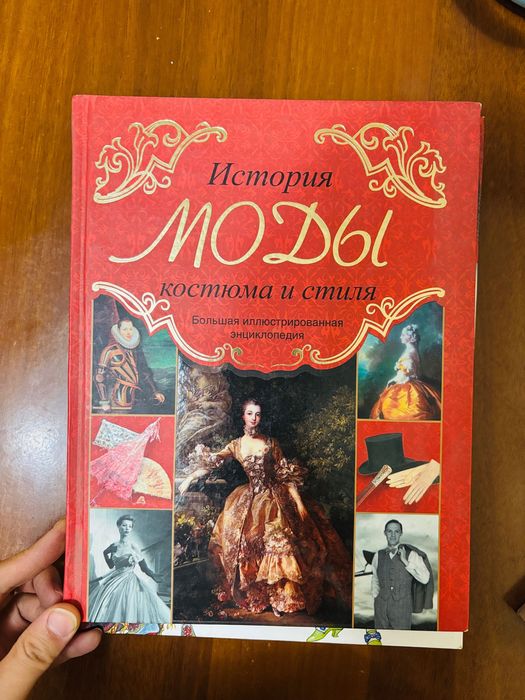 История
МОДЫ
костюма и стиля
Большая иллюстрированная
энциклопедия